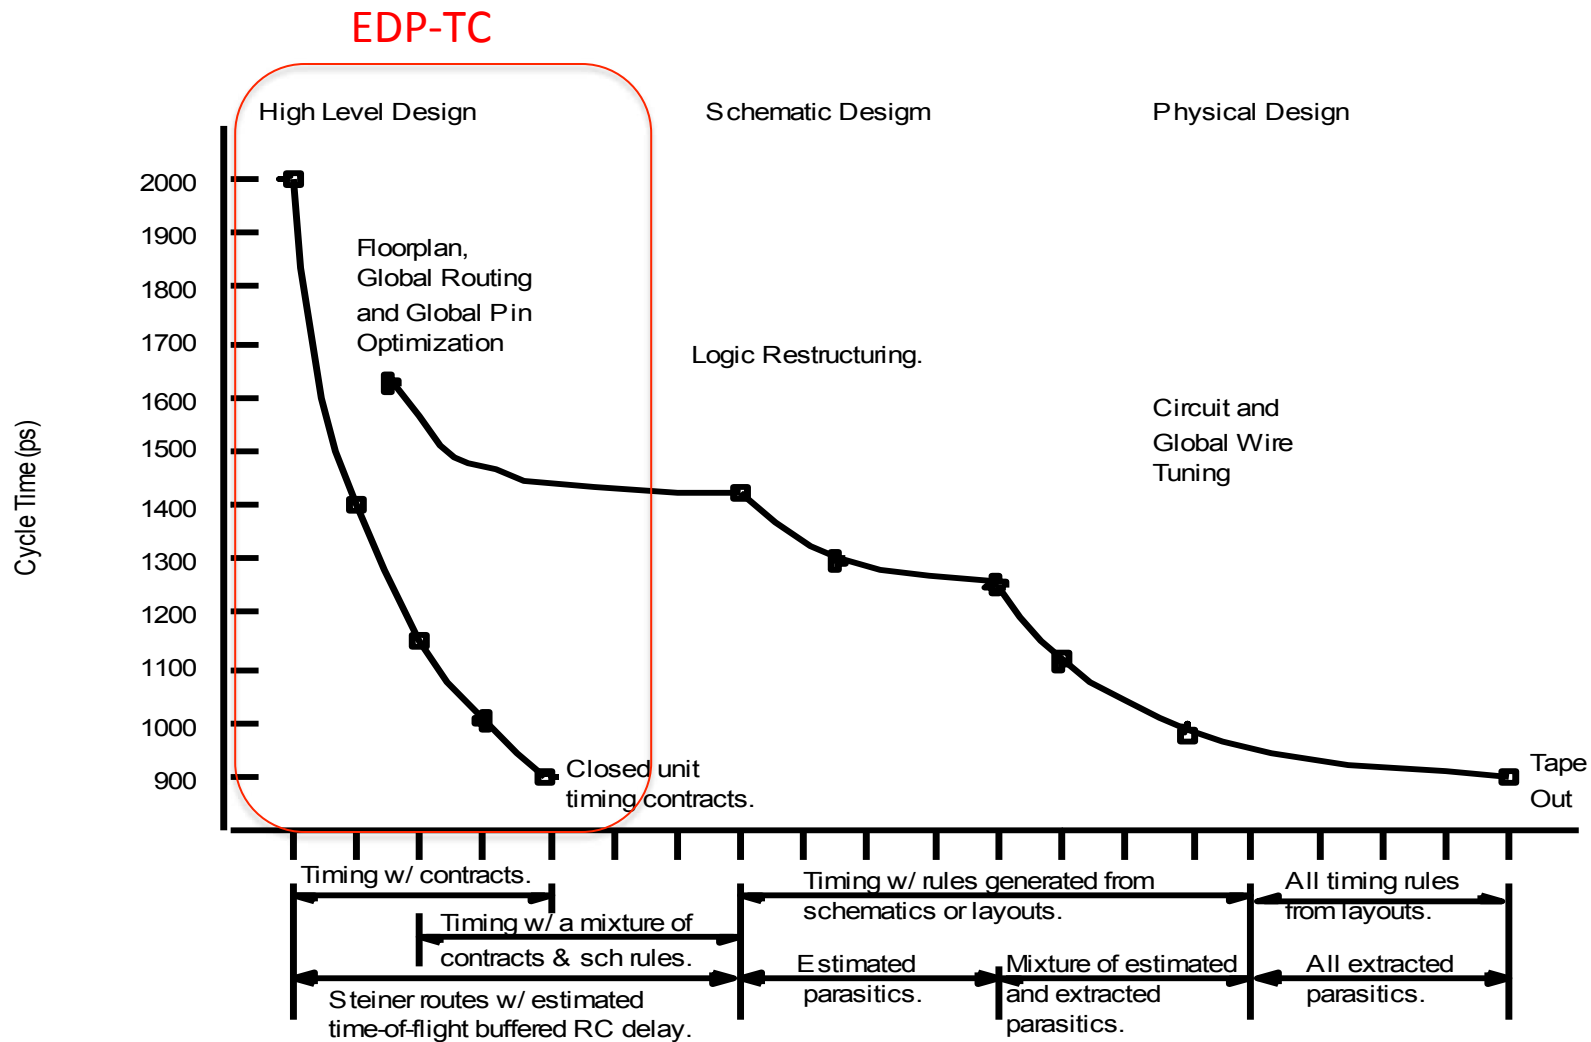 EDP-TC
High Level Design
Schematic Desigm
Physical Design
2000
1900
1800
1700
1600
1500
1400
1300
1200
1100
1000
900
Cycle Time (ps)
Floorplan,
Global Routing
and Global Pin
Optimization
Logic Restructuring.
Circuit and
Global Wire
Tuning
Closed unit
timing contracts.
Tape
Out
Timing w/ contracts.
Timing w/ a mixture of
contracts & sch rules.
Steiner routes w/ estimated
time-of-flight buffered RC delay.
Timing w/ rules generated from
schematics or layouts.
Estimated
parasitics.
Mixture of estimated
and extracted
parasitics.
All timing rules
from layouts.
All extracted
parasitics.